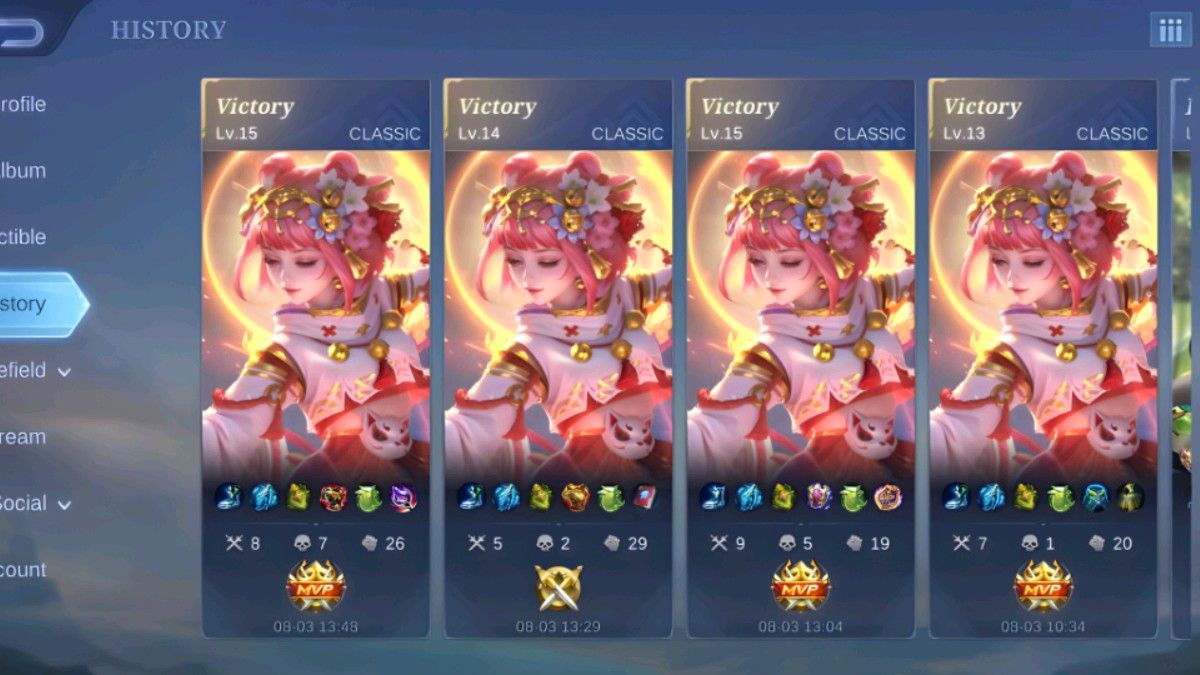 HISTORY
rofile
lbum
ctible
story
efield
ream
ocial
count
Victory
Lv.15
CLASSIC
8 7 26
MVP
08-03 13:48
Victory
Lv.14
CLASSIC
5 2 29
08-03 13:29
Victory
Lv.15
CLASSIC
9 5 19
MVP
08-03 13:04
Victory
Lv.13
CLASSIC
7 1 20
MVP
08-03 10:34